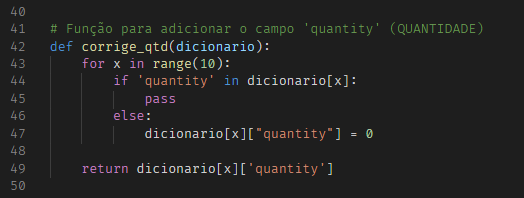 40
41 # Função para adicionar o campo 'quantity' (QUANTIDADE)
42 def corrige_qtd(dicionario):
43     for x in range(10):
44         if 'quantity' in dicionario[x]:
45             pass
46         else:
47             dicionario[x]["quantity"] = 0
48
49     return dicionario[x]['quantity']
50